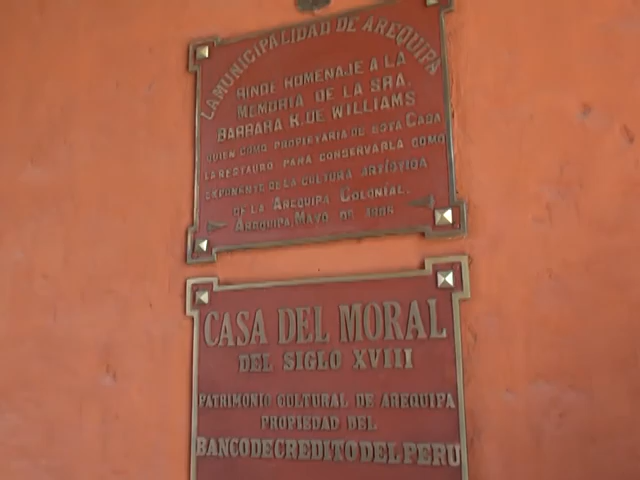 LA MUNICIPALIDAD DE AREQUIPA
RINDE HOMENAJE A LA
MEMORIA DE LA SRA.
BARBARA K. DE WILLIAMS
QUIEN COMO PROPIETARIA DE ESTA CASA
LA RESTAURO PARA CONSERVARLA COMO
EXPONENTE DE LA CULTURA ARTÍSTICA
DE LA AREQUIPA COLONIAL.
AREQUIPA, MAYO DE
CASA DEL MORAL
DEL SIGLO XVIII
PATRIMONIO CULTURAL DE AREQUIPA
PROPIEDAD DEL
BANCO DE CREDITO DEL PERU